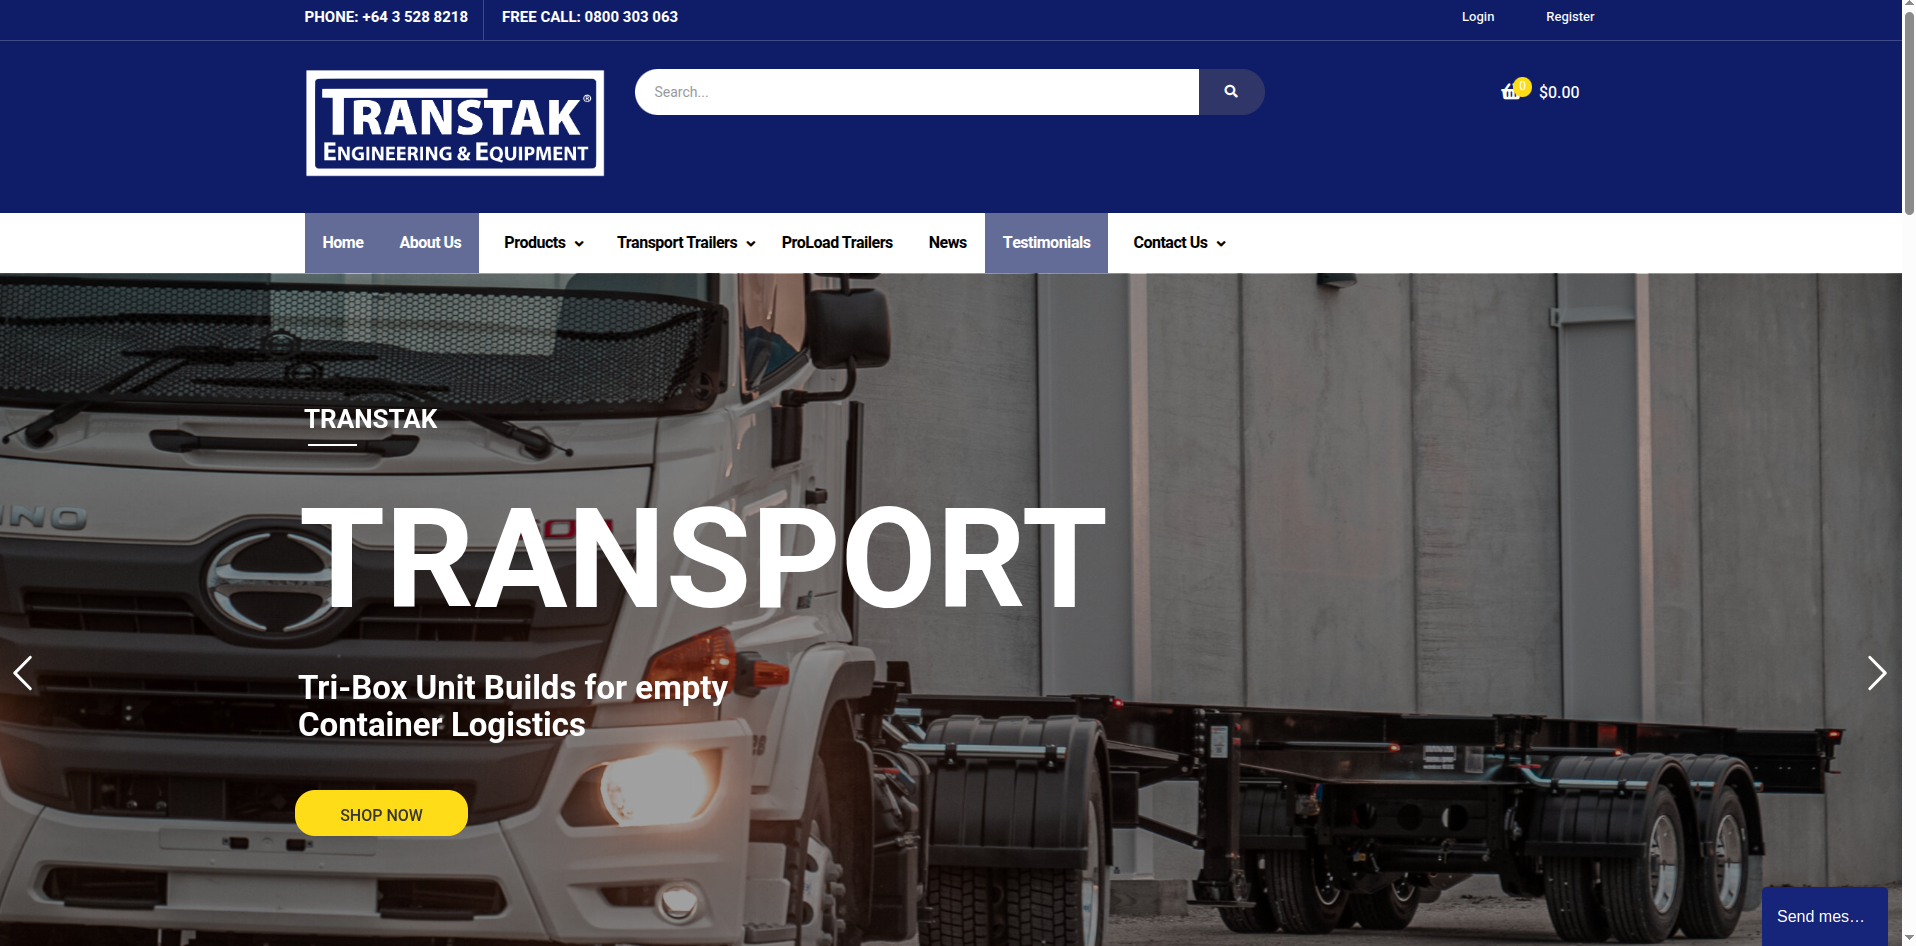 PHONE: +64 3 528 8218
FREE CALL: 0800 303 063
Login
Register
TRANSTAK®
ENGINEERING & EQUIPMENT
Search...
0
$0.00
Home
About Us
Products
Transport Trailers
ProLoad Trailers
News
Testimonials
Contact Us
TRANSTAK
TRANSPORT
Tri-Box Unit Builds for empty
Container Logistics
SHOP NOW
Send mes…